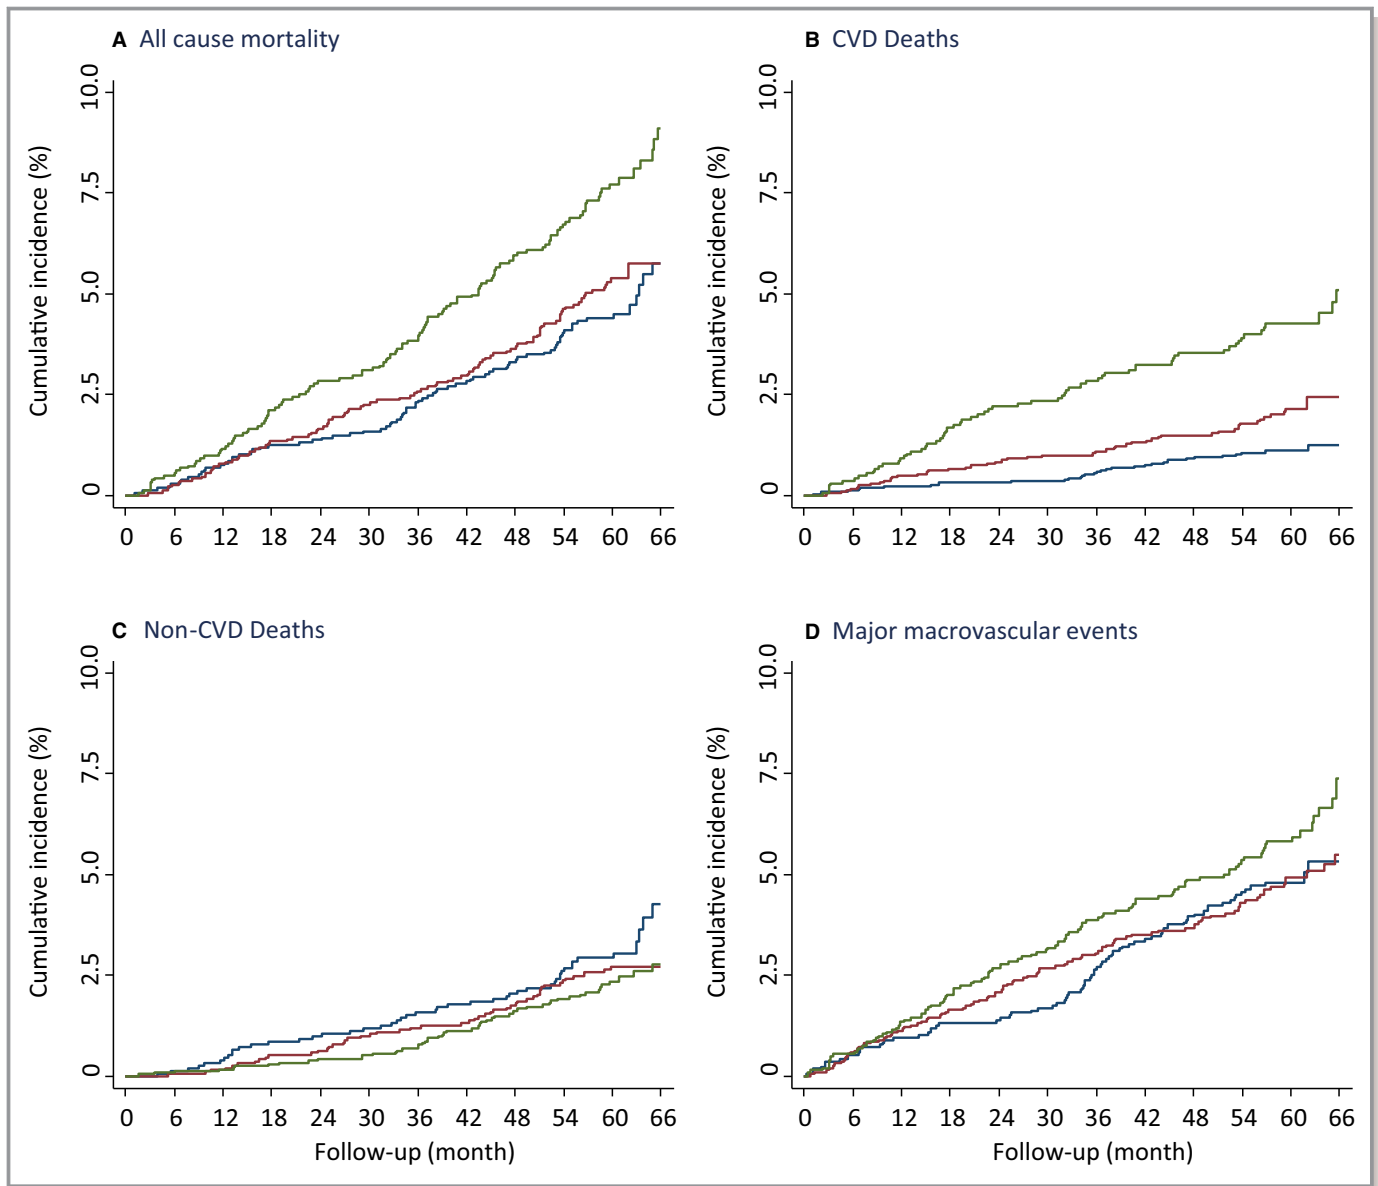 A All cause mortality
Cumulative incidence (%)
10.0
7.5
5.0
2.5
0
0 6 12 18 24 30 36 42 48 54 60 66
B CVD Deaths
Cumulative incidence (%)
10.0
7.5
5.0
2.5
0
0 6 12 18 24 30 36 42 48 54 60 66
C Non-CVD Deaths
Cumulative incidence (%)
10.0
7.5
5.0
2.5
0
0 6 12 18 24 30 36 42 48 54 60 66
Follow-up (month)
D Major macrovascular events
Cumulative incidence (%)
10.0
7.5
5.0
2.5
0
0 6 12 18 24 30 36 42 48 54 60 66
Follow-up (month)